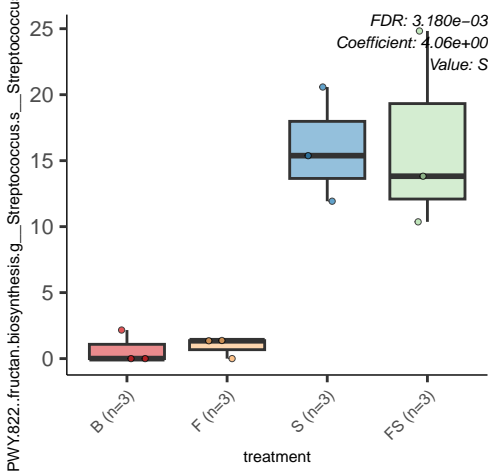 FDR: 3.180e−03
Coefficient: 4.06e+00
Value: S
PWY.822..fructan.biosynthesis.g__Streptococcus.s__Streptococcus
25
20
15
10
5
0
B (n=3)
F (n=3)
S (n=3)
FS (n=3)
treatment